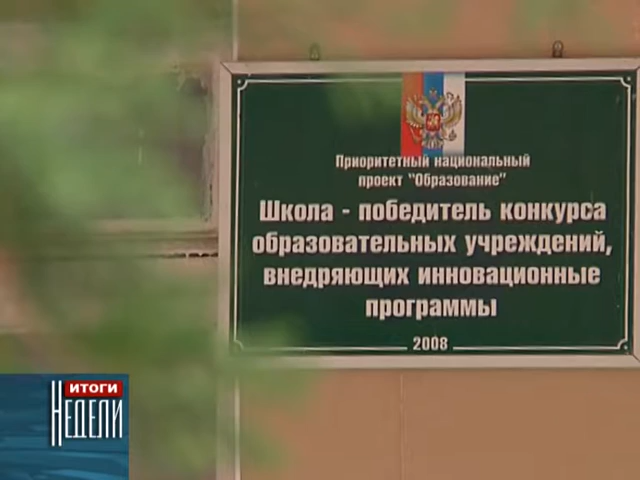 Приоритетный национальный
проект "Образование"
Школа - победитель конкурса
образовательных учреждений,
внедряющих инновационные
программы
2008
ИТОГИ
НЕДЕЛИ